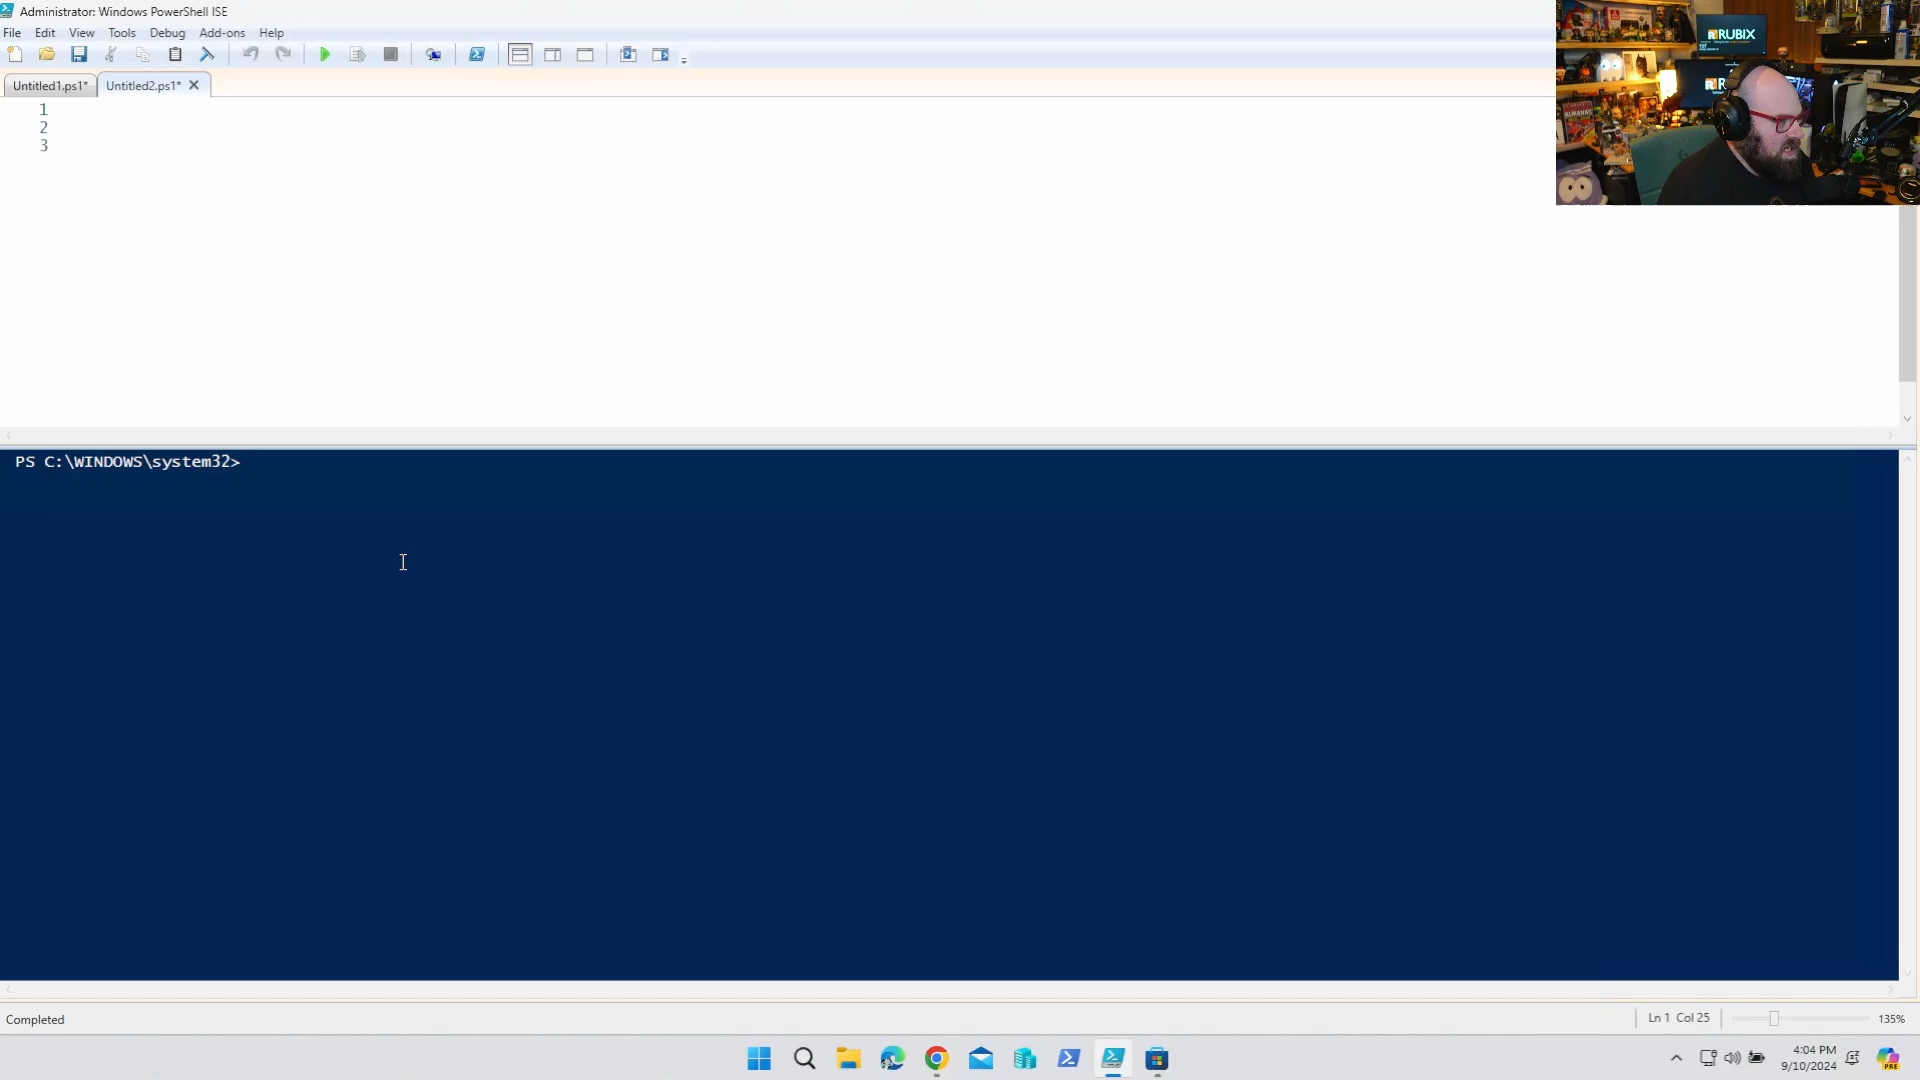 Administrator: Windows PowerShell ISE
File Edit View Tools Debug Add-ons Help
Untitled1.ps1* Untitled2.ps1*
1
2
3
RUBIX
PS C:\WINDOWS\system32>
Completed
Ln 1 Col 25
135%
4:04 PM
9/10/2024
PRE